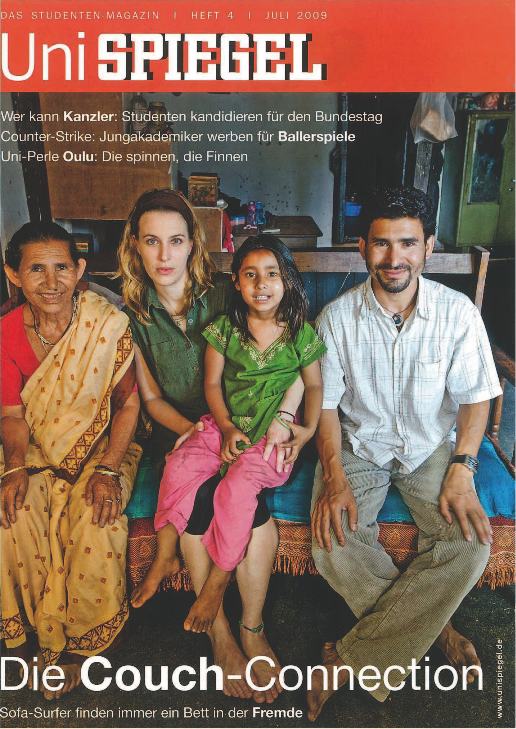 DAS STUDENTEN-MAGAZIN | HEFT 4 | JULI 2009
Uni SPIEGEL
Wer kann Kanzler: Studenten kandidieren für den Bundestag
Counter-Strike: Jungakademiker werben für Ballerspiele
Uni-Perle Oulu: Die spinnen, die Finnen
Die Couch-Connection
Sofa-Surfer finden immer ein Bett in der Fremde
www.unispiegel.de